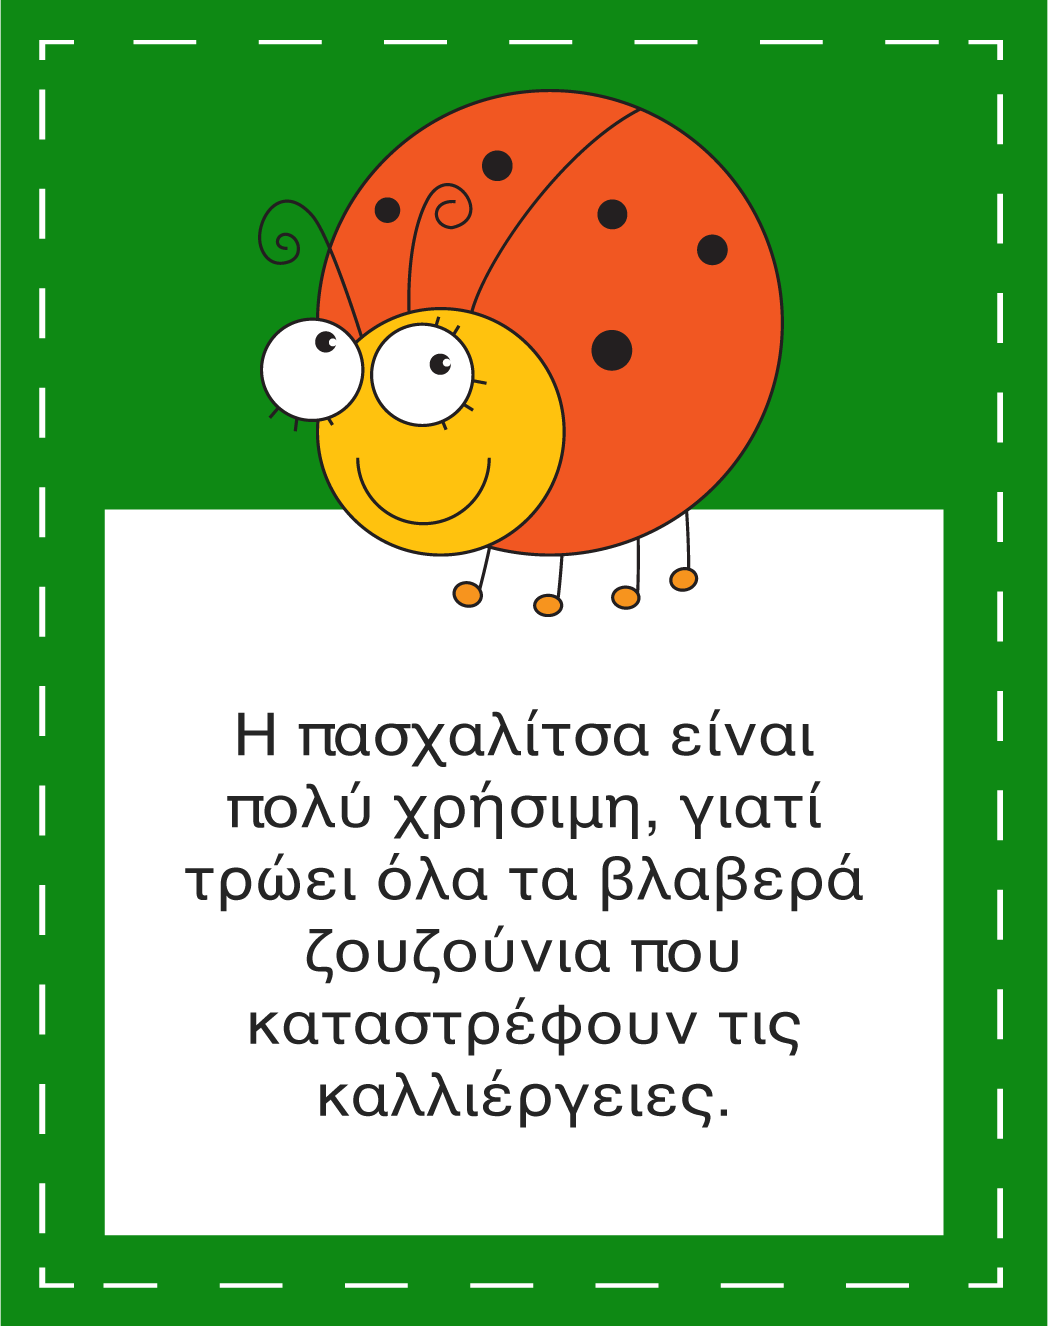 Η πασχαλίτσα είναι
πολύ χρήσιμη, γιατί
τρώει όλα τα βλαβερά
ζουζούνια που
καταστρέφουν τις
καλλιέργειες.